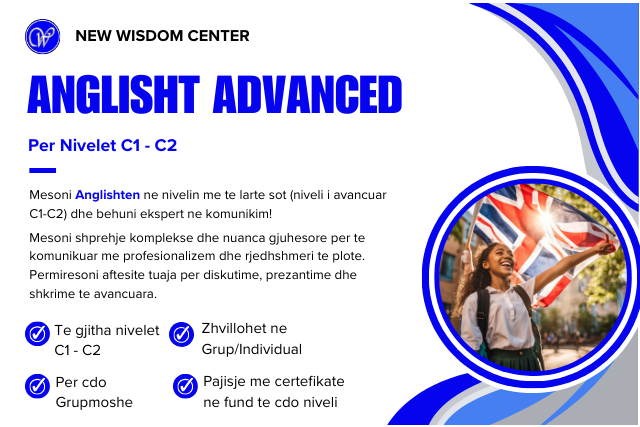 NEW WISDOM CENTER
ANGLISHT ADVANCED
Per Nivelet C1 - C2
Mesoni Anglishten ne nivelin me te larte sot (niveli i avancuar
C1-C2) dhe behuni ekspert ne komunikim!
Mesoni shprehje komplekse dhe nuanca gjuhesore per te
komunikuar me profesionalizem dhe rjedhshmeri te plote.
Permiresoni aftesite tuaja per diskutime, prezantime dhe
shkrime te avancuara.
Te gjitha nivelet
C1 - C2
Zhvillohet ne
Grup/Individual
Per cdo
Grupmoshe
Pajisje me certefikate
ne fund te cdo niveli